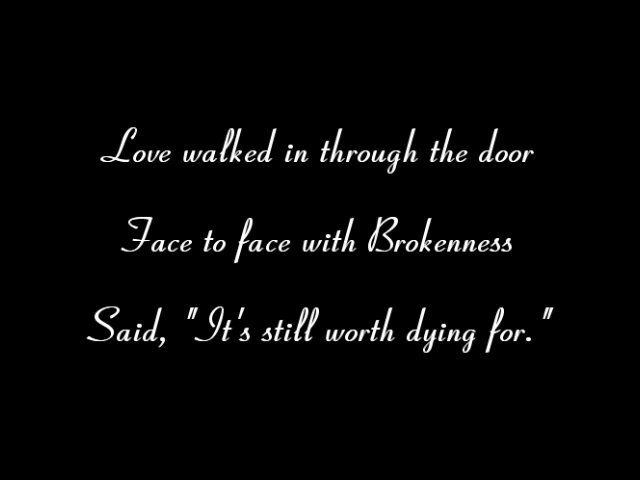 Love walked in through the door
Face to face with Brokenness
Said, "It's still worth dying for."